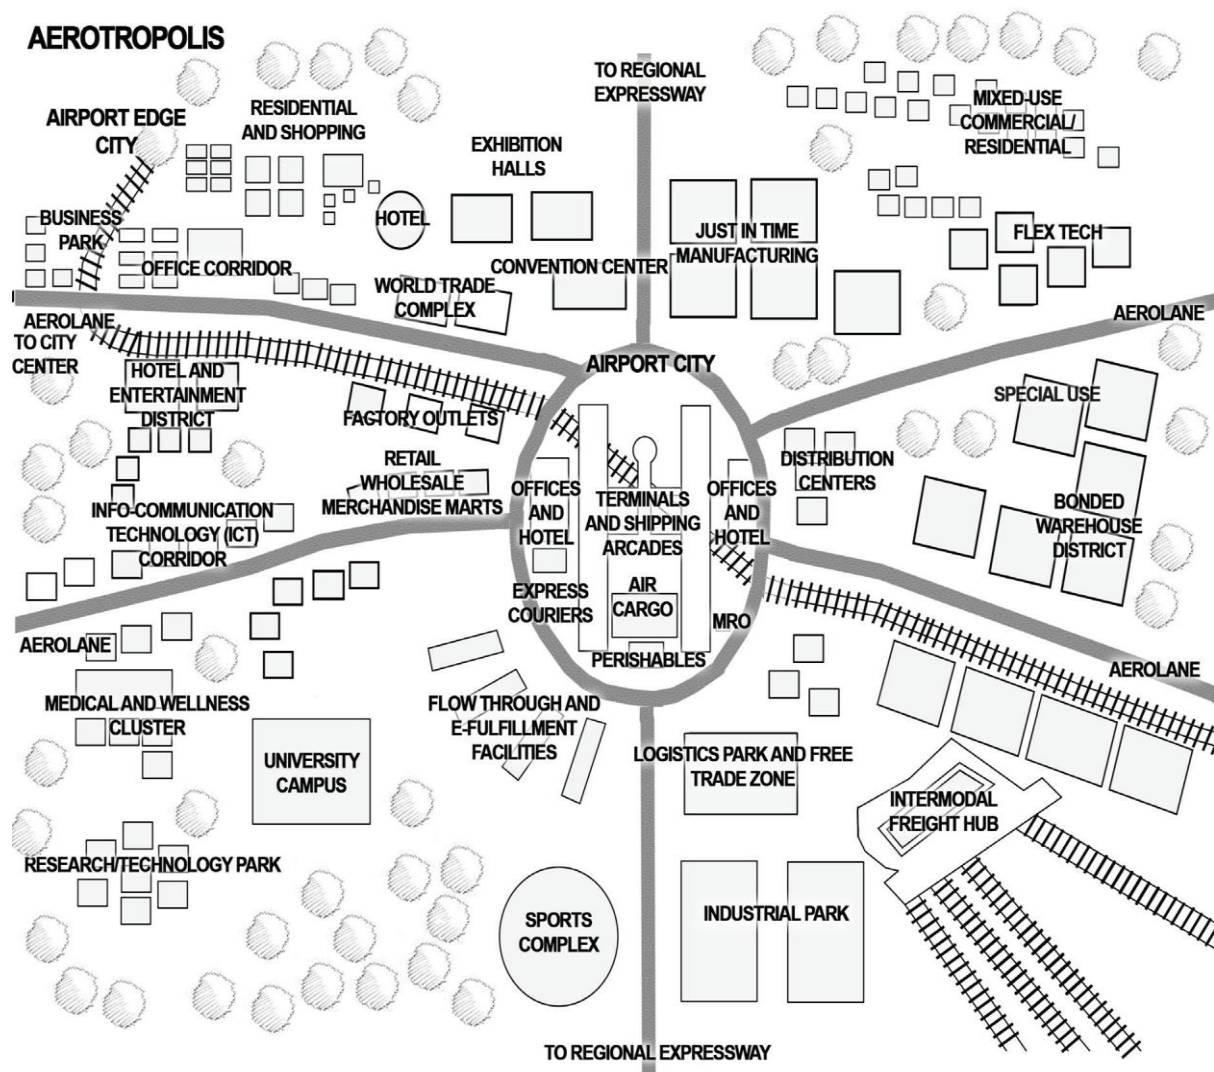 AEROTROPOLIS
TO REGIONAL
EXPRESSWAY
AIRPORT EDGE
CITY
RESIDENTIAL
AND SHOPPING
EXHIBITION
HALLS
MIXED-USE
COMMERCIAL/
RESIDENTIAL
BUSINESS
PARK
HOTEL
OFFICE CORRIDOR
WORLD TRADE
COMPLEX
CONVENTION CENTER
JUST IN TIME
MANUFACTURING
FLEX TECH
AEROLANE
TO CITY
CENTER
AIRPORT CITY
AEROLANE
HOTEL AND
ENTERTAINMENT
DISTRICT
FACTORY OUTLETS
SPECIAL USE
RETAIL
WHOLESALE
MERCHANDISE MARTS
OFFICES
AND
HOTEL
TERMINALS
AND SHIPPING
ARCADES
OFFICES
AND
HOTEL
DISTRIBUTION
CENTERS
BONDED
WAREHOUSE
DISTRICT
INFO-COMMUNICATION
TECHNOLOGY (ICT)
CORRIDOR
EXPRESS
COURIERS
AIR
CARGO
MRO
PERISHABLES
AEROLANE
AEROLANE
MEDICAL AND WELLNESS
CLUSTER
FLOW THROUGH AND
E-FULFILLMENT
FACILITIES
UNIVERSITY
CAMPUS
LOGISTICS PARK AND FREE
TRADE ZONE
INTERMODAL
FREIGHT HUB
RESEARCH/TECHNOLOGY PARK
SPORTS
COMPLEX
INDUSTRIAL PARK
TO REGIONAL EXPRESSWAY